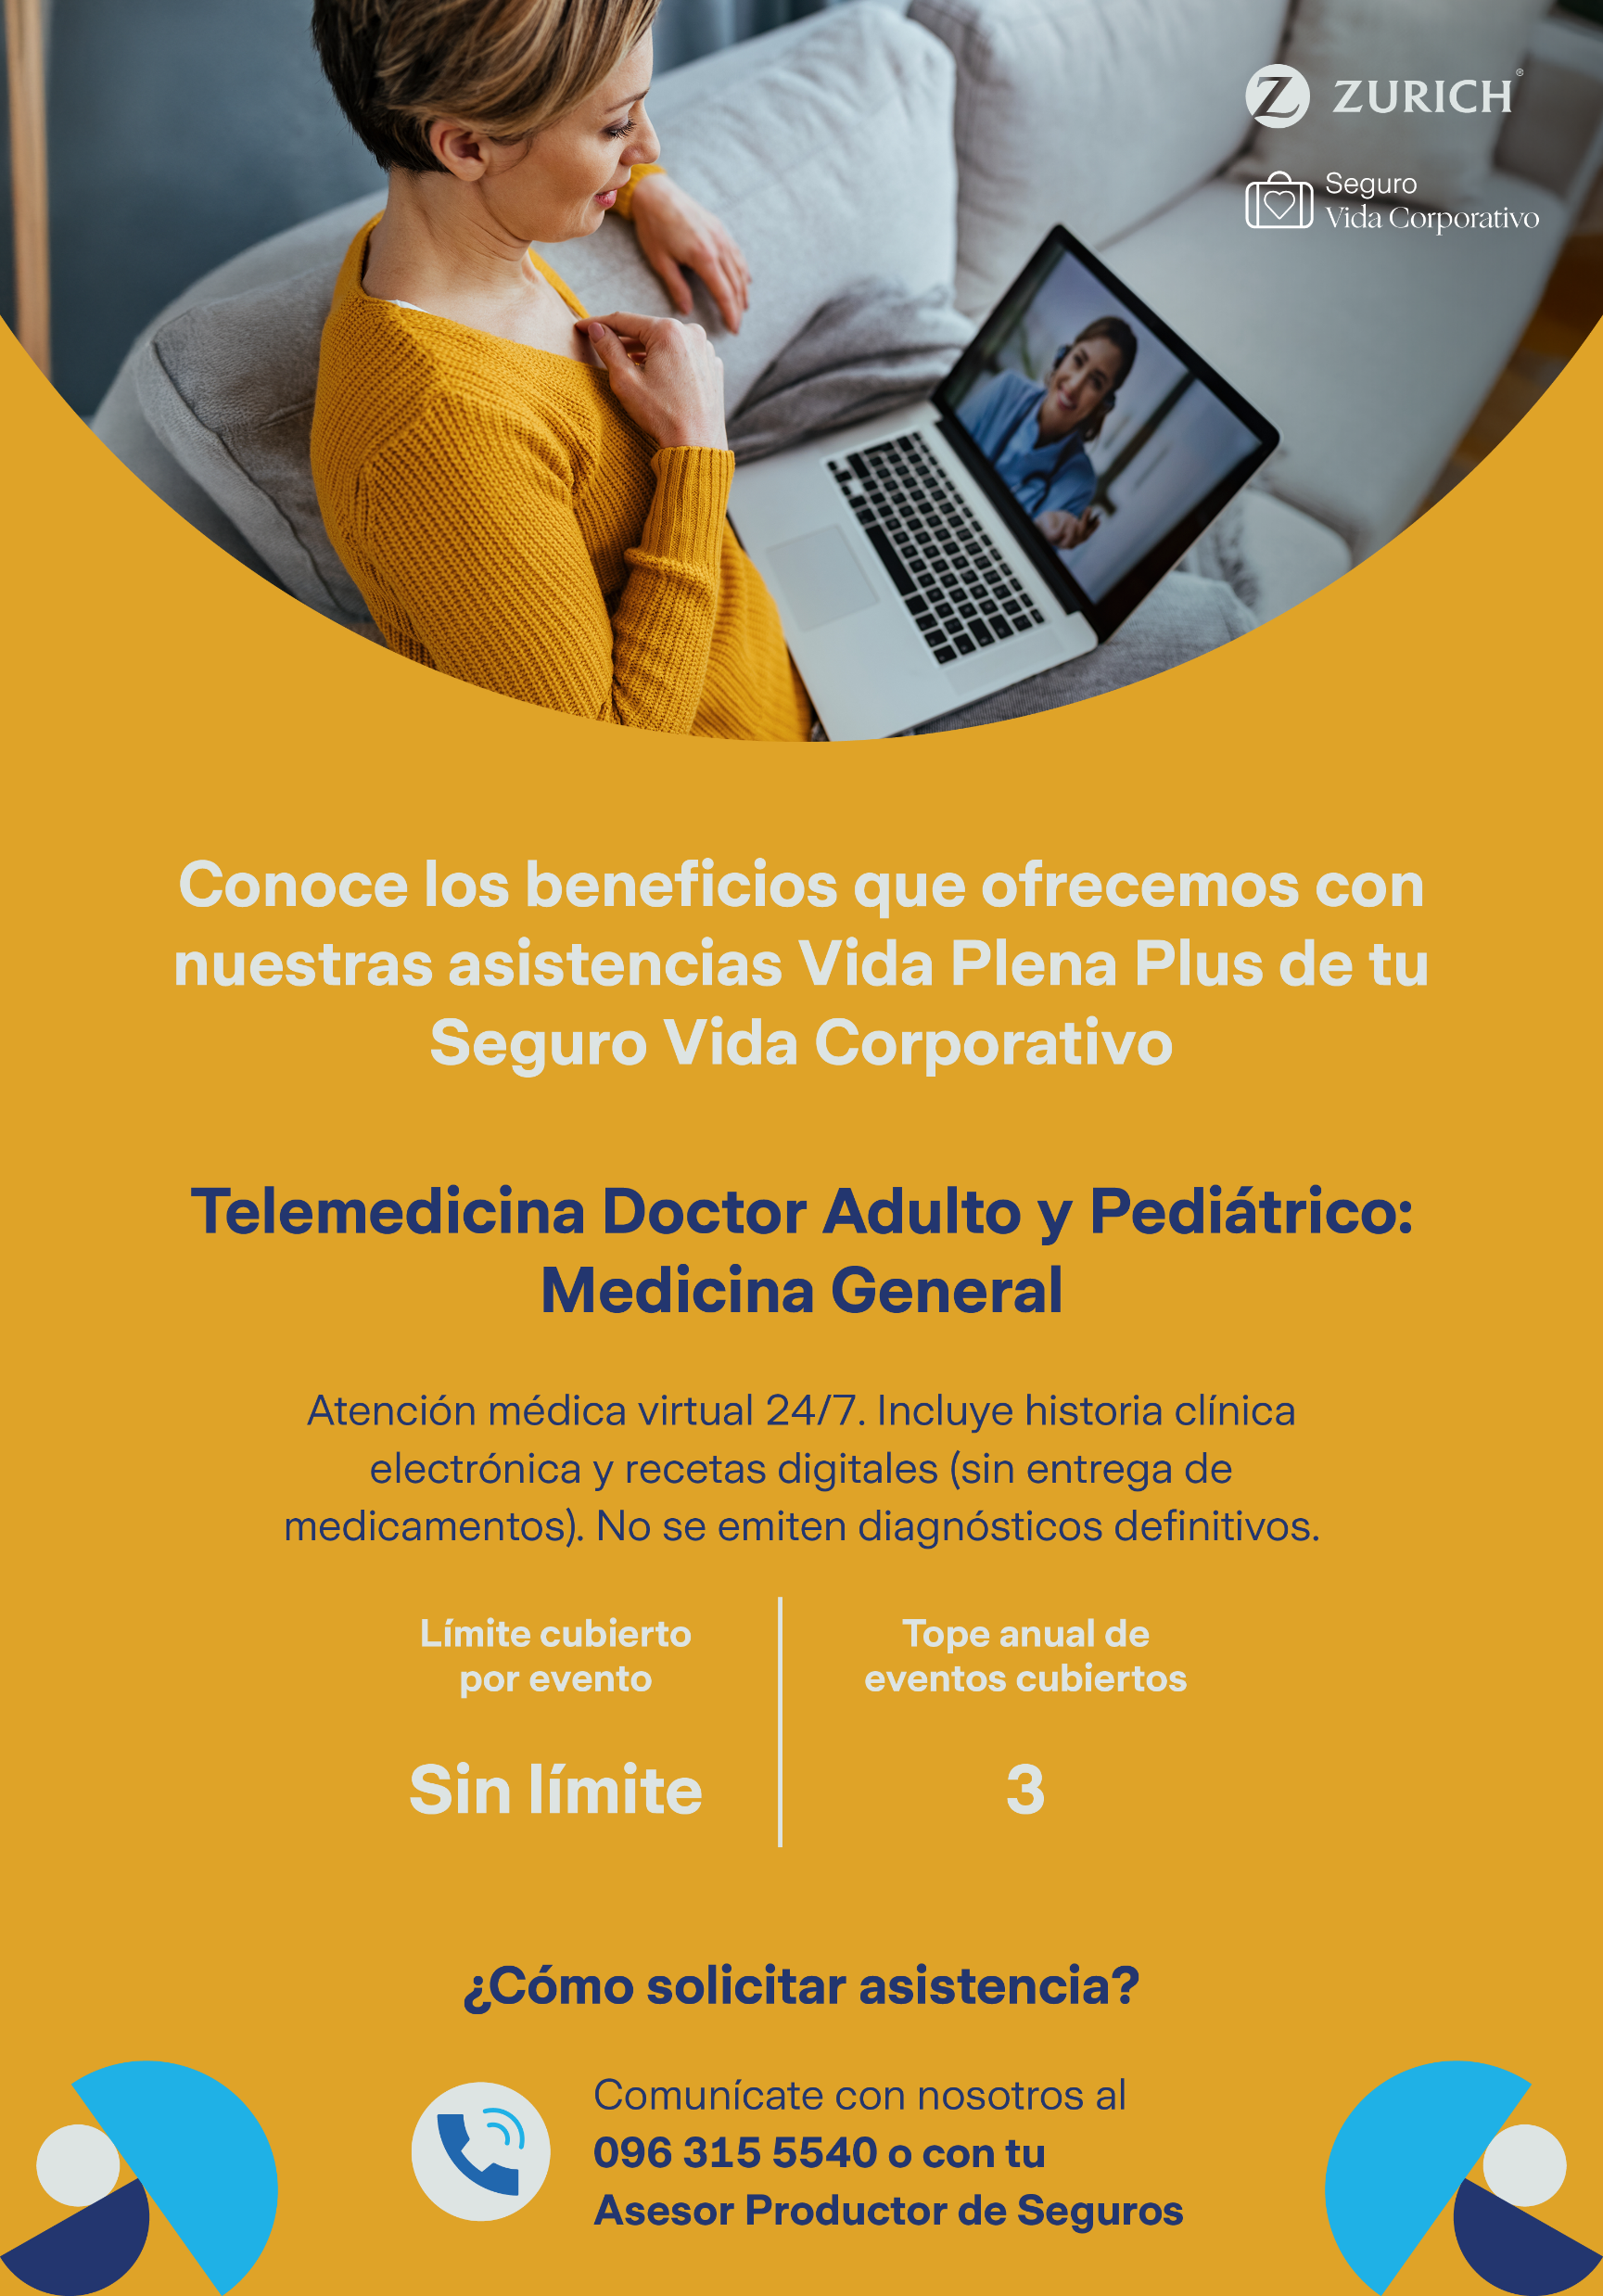 ZURICH®
Seguro
Vida Corporativo
Conoce los beneficios que ofrecemos con
nuestras asistencias Vida Plena Plus de tu
Seguro Vida Corporativo
Telemedicina Doctor Adulto y Pediátrico:
Medicina General
Atención médica virtual 24/7. Incluye historia clínica
electrónica y recetas digitales (sin entrega de
medicamentos). No se emiten diagnósticos definitivos.
Límite cubierto
por evento
Sin límite
Tope anual de
eventos cubiertos
3
¿Cómo solicitar asistencia?
Comunícate con nosotros al
096 315 5540 o con tu
Asesor Productor de Seguros